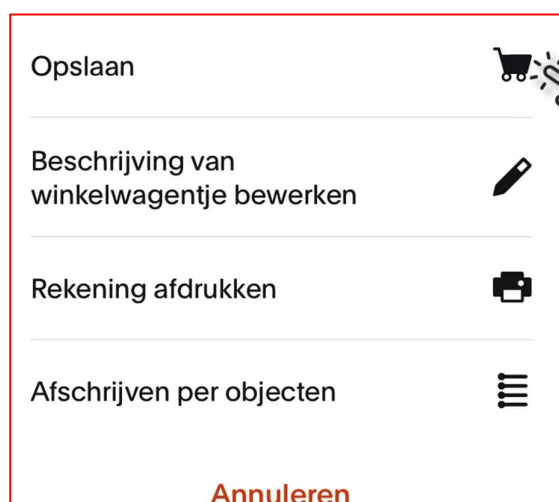 Opslaan
Beschrijving van
winkelwagentje bewerken
Rekening afdrukken
Afschrijven per objecten
Annuleren